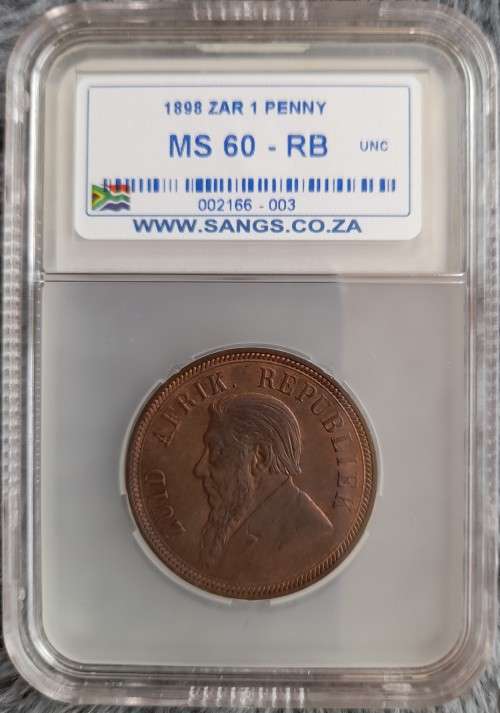 1898 ZAR 1 PENNY
MS 60 - RB UNC
002166 - 003
WWW.SANGS.CO.ZA
ZUID AFRIK. REPUBLIEK